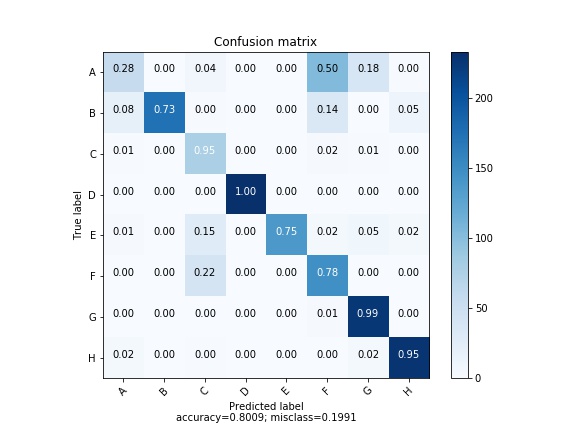 Confusion matrix
A 0.28 0.00 0.04 0.00 0.00 0.50 0.18 0.00
B 0.08 0.73 0.00 0.00 0.00 0.14 0.00 0.05
C 0.01 0.00 0.95 0.00 0.00 0.02 0.01 0.00
D 0.00 0.00 0.00 1.00 0.00 0.00 0.00 0.00
E 0.01 0.00 0.15 0.00 0.75 0.02 0.05 0.02
F 0.00 0.00 0.22 0.00 0.00 0.78 0.00 0.00
G 0.00 0.00 0.00 0.00 0.00 0.01 0.99 0.00
H 0.02 0.00 0.00 0.00 0.00 0.00 0.02 0.95
A B C D E F G H
True label
Predicted label
accuracy=0.8009; misclass=0.1991
200
150
100
50
0